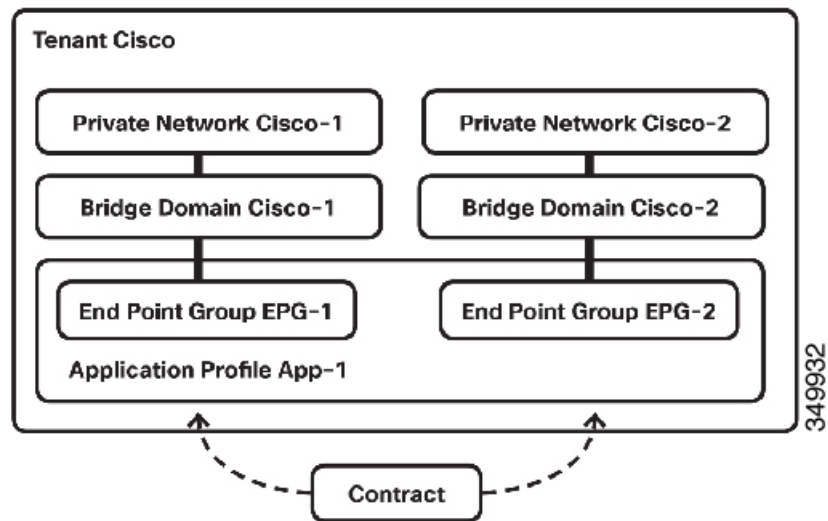 Tenant Cisco
Private Network Cisco-1
Private Network Cisco-2
Bridge Domain Cisco-1
Bridge Domain Cisco-2
End Point Group EPG-1
End Point Group EPG-2
Application Profile App-1
349932
Contract